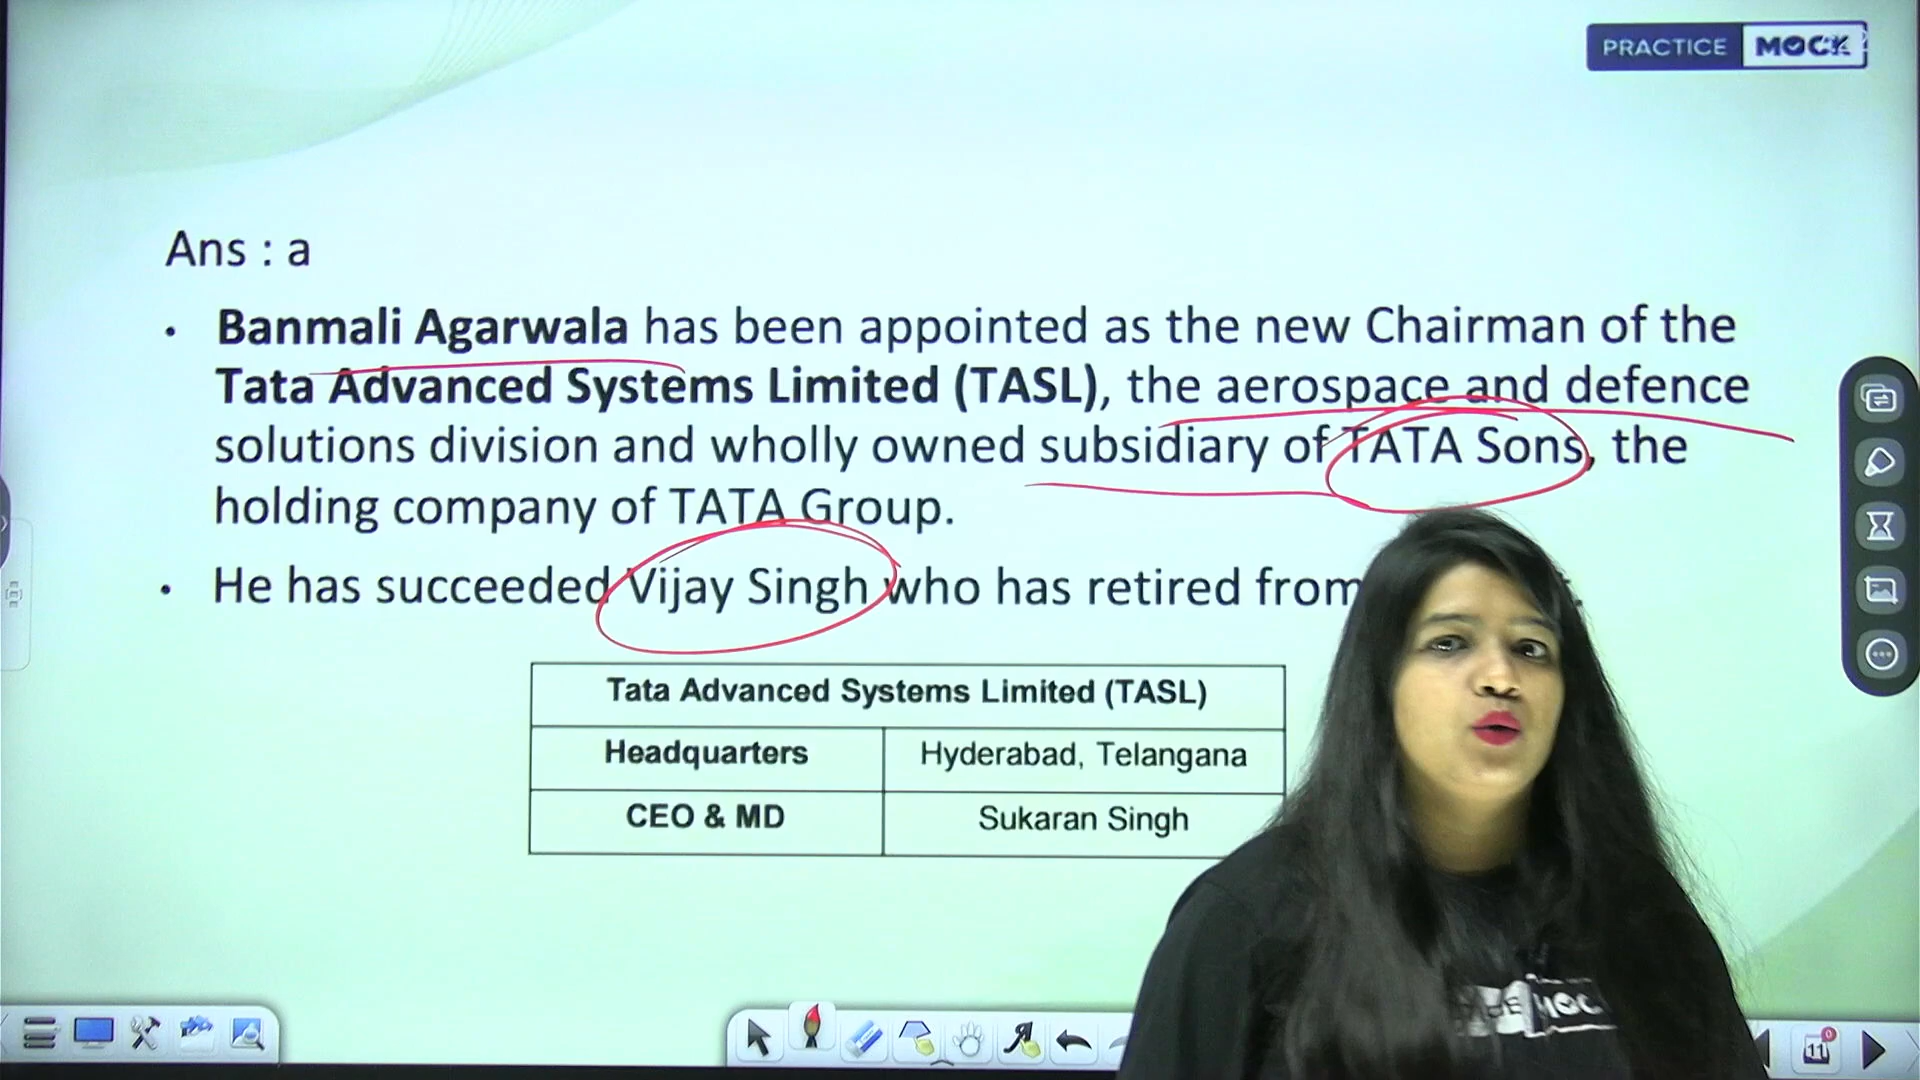 PRACTICE MOCK
Ans : a
• Banmali Agarwala has been appointed as the new Chairman of the
Tata Advanced Systems Limited (TASL), the aerospace and defence
solutions division and wholly owned subsidiary of TATA Sons, the
holding company of TATA Group.
• He has succeeded Vijay Singh who has retired from
Tata Advanced Systems Limited (TASL)
Headquarters Hyderabad, Telangana
CEO & MD Sukaran Singh
MOC
11
0